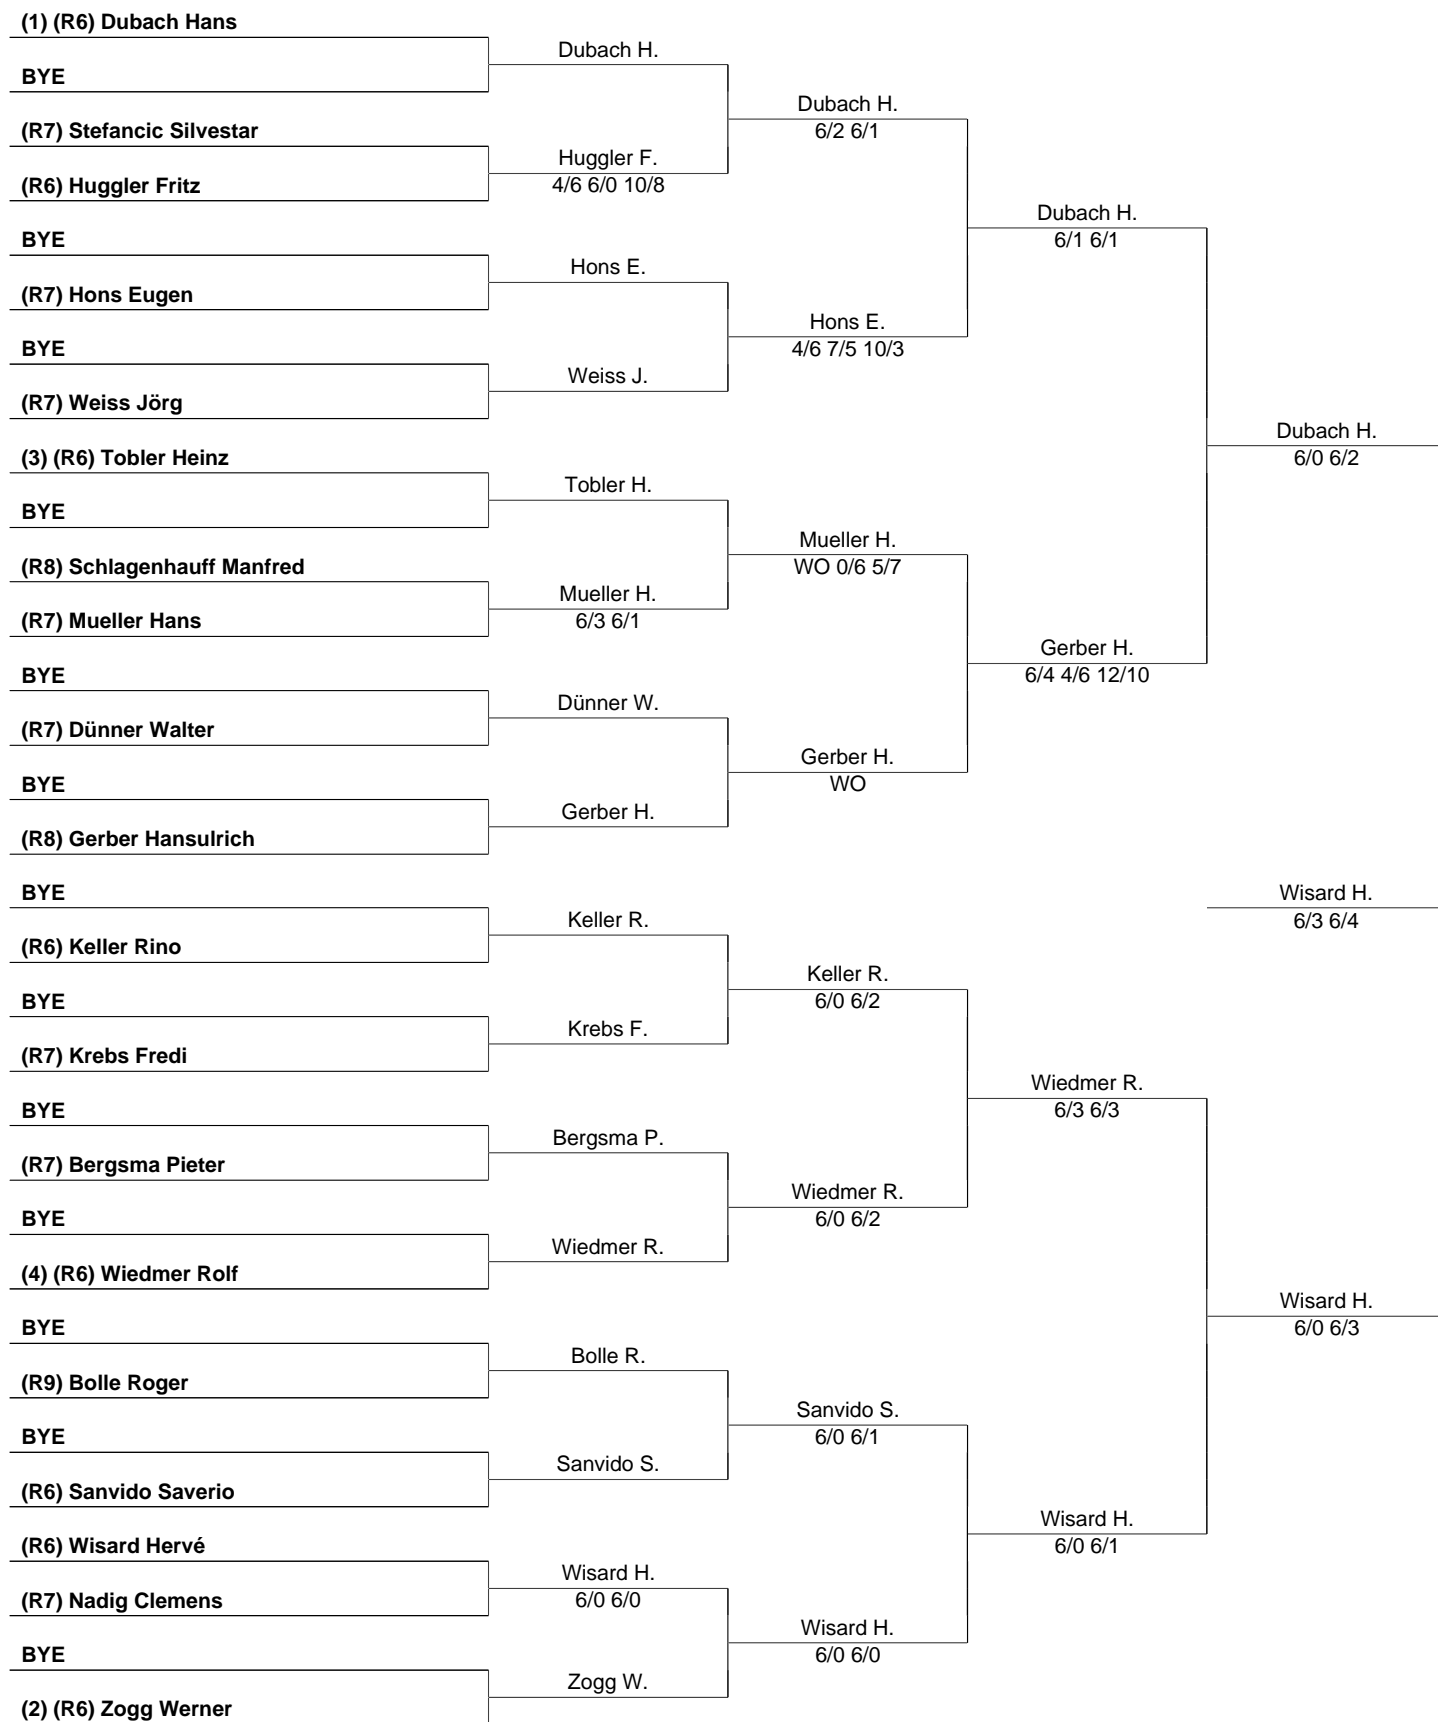 (1) (R6) Dubach Hans
BYE
(R7) Stefancic Silvestar
(R6) Huggler Fritz
BYE
(R7) Hons Eugen
BYE
(R7) Weiss Jörg
(3) (R6) Tobler Heinz
BYE
(R8) Schlagenhauff Manfred
(R7) Mueller Hans
BYE
(R7) Dünner Walter
BYE
(R8) Gerber Hansulrich
BYE
(R6) Keller Rino
BYE
(R7) Krebs Fredi
BYE
(R7) Bergsma Pieter
BYE
(4) (R6) Wiedmer Rolf
BYE
(R9) Bolle Roger
BYE
(R6) Sanvido Saverio
(R6) Wisard Hervé
(R7) Nadig Clemens
BYE
(2) (R6) Zogg Werner
Dubach H.
Huggler F.
4/6 6/0 10/8
Hons E.
Weiss J.
Tobler H.
Mueller H.
6/3 6/1
Dünner W.
Gerber H.
Keller R.
Krebs F.
Bergsma P.
Wiedmer R.
Bolle R.
Sanvido S.
Wisard H.
6/0 6/0
Zogg W.
Dubach H.
6/2 6/1
Hons E.
4/6 7/5 10/3
Mueller H.
WO 0/6 5/7
Gerber H.
WO
Keller R.
6/0 6/2
Wiedmer R.
6/0 6/2
Sanvido S.
6/0 6/1
Wisard H.
6/0 6/0
Dubach H.
6/1 6/1
Gerber H.
6/4 4/6 12/10
Wiedmer R.
6/3 6/3
Wisard H.
6/0 6/1
Dubach H.
6/0 6/2
Wisard H.
6/3 6/4
Wisard H.
6/0 6/3